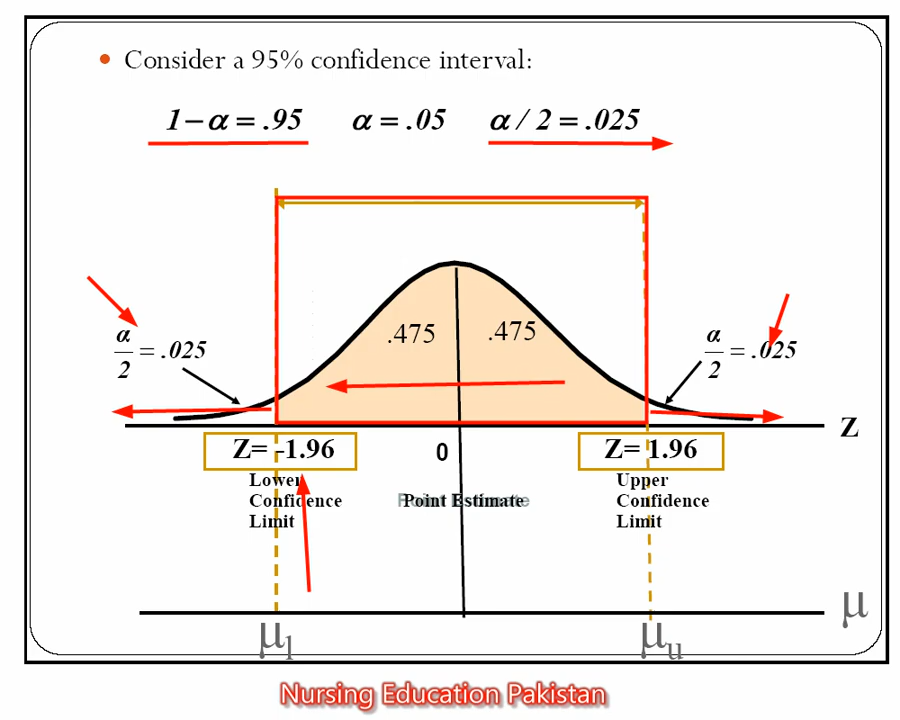 • Consider a 95% confidence interval:
1−α = .95 α = .05 α / 2 = .025
.475 .475
α/2 = .025
α/2 = .025
Z
Z= -1.96
0
Z= 1.96
Lower
Confidence
Limit
Point Estimate
Upper
Confidence
Limit
μ
μl
μu
Nursing Education Pakistan